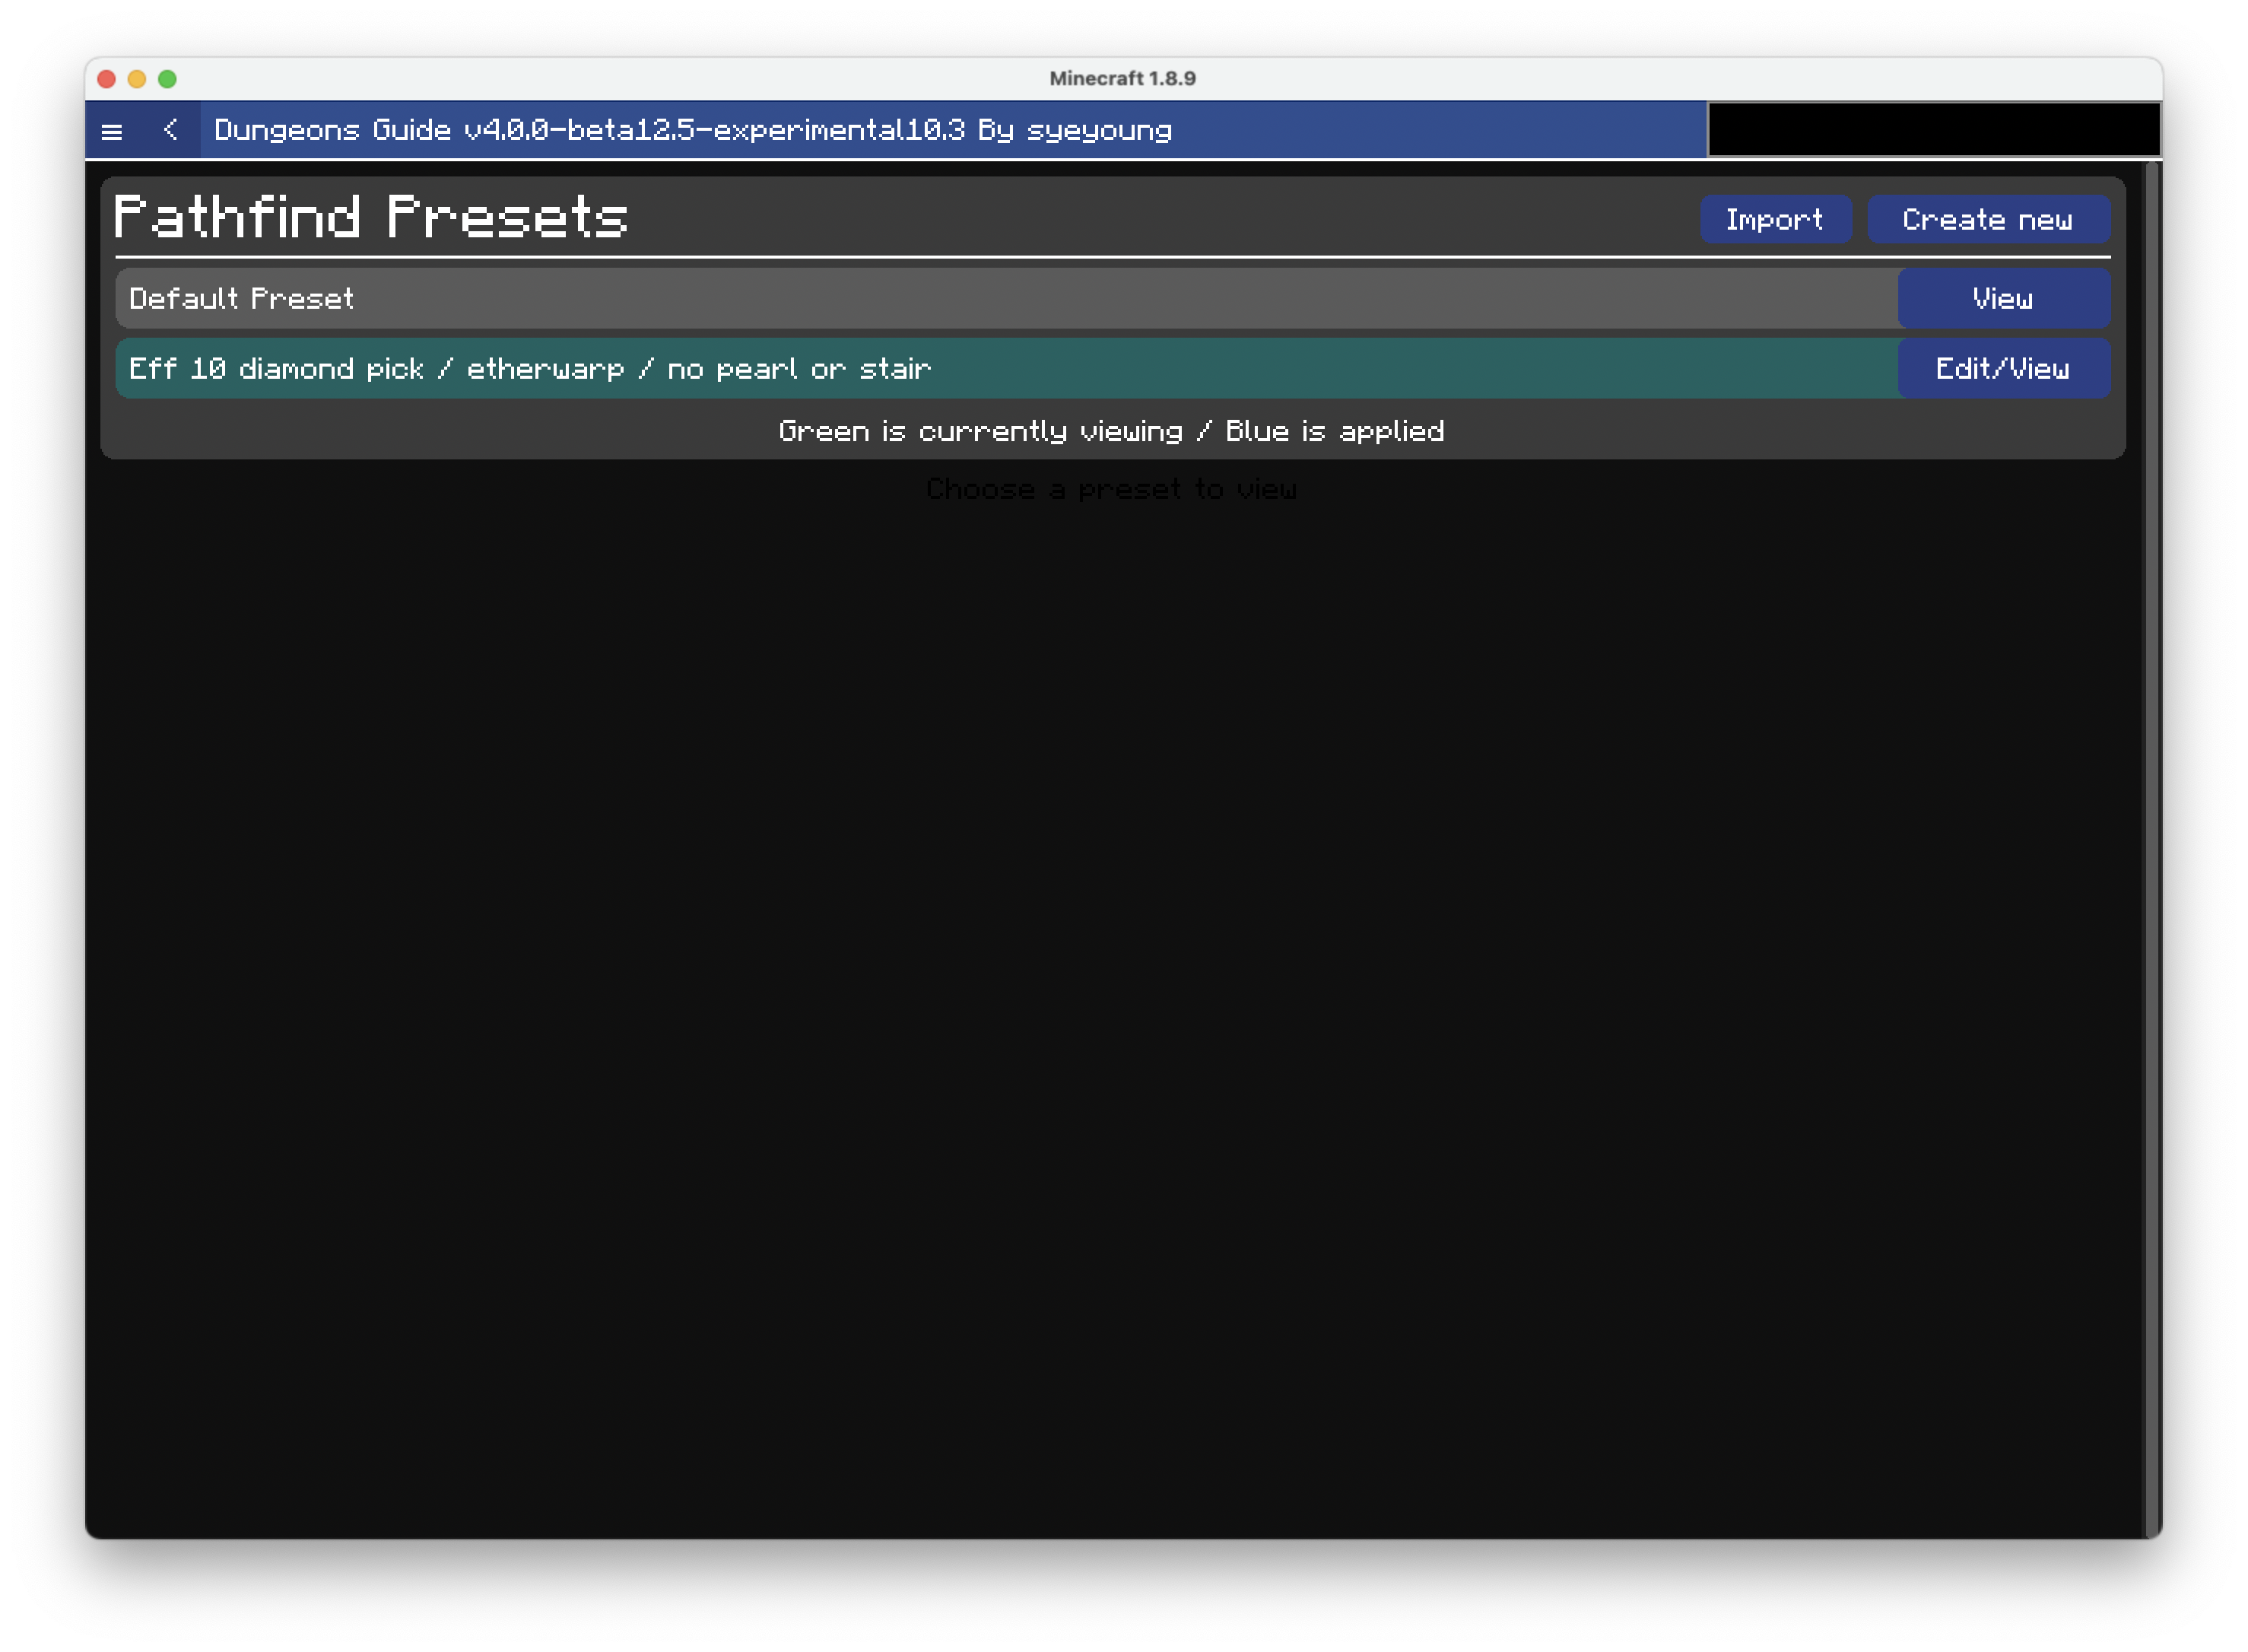 Minecraft 1.8.9
Dungeons Guide v4.0.0-beta12.5-experimental10.3 By syeyoung
Pathfind Presets
Import
Create new
Default Preset
View
Eff 10 diamond pick / etherwarp / no pearl or stair
Edit/View
Green is currently viewing / Blue is applied
Choose a preset to view